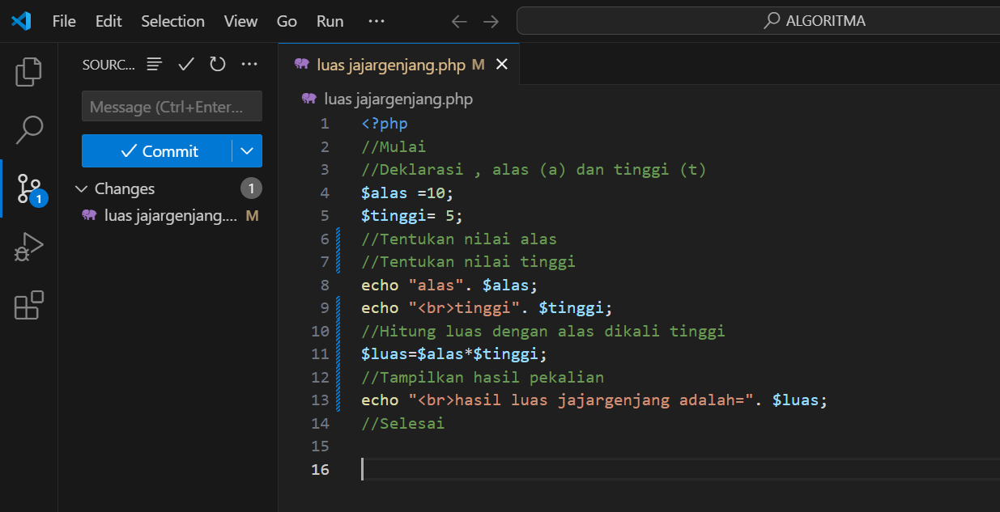 File Edit Selection View Go Run ··· ALGORITMA
SOURC...
Message (Ctrl+Enter...
Commit
Changes 1
luas jajargenjang.... M
1
luas jajargenjang.php M
luas jajargenjang.php
1 <?php
2 //Mulai
3 //Deklarasi , alas (a) dan tinggi (t)
4 $alas =10;
5 $tinggi= 5;
6 //Tentukan nilai alas
7 //Tentukan nilai tinggi
8 echo "alas". $alas;
9 echo "<br>tinggi". $tinggi;
10 //Hitung luas dengan alas dikali tinggi
11 $luas=$alas*$tinggi;
12 //Tampilkan hasil pekalian
13 echo "<br>hasil luas jajargenjang adalah=". $luas;
14 //Selesai
15
16